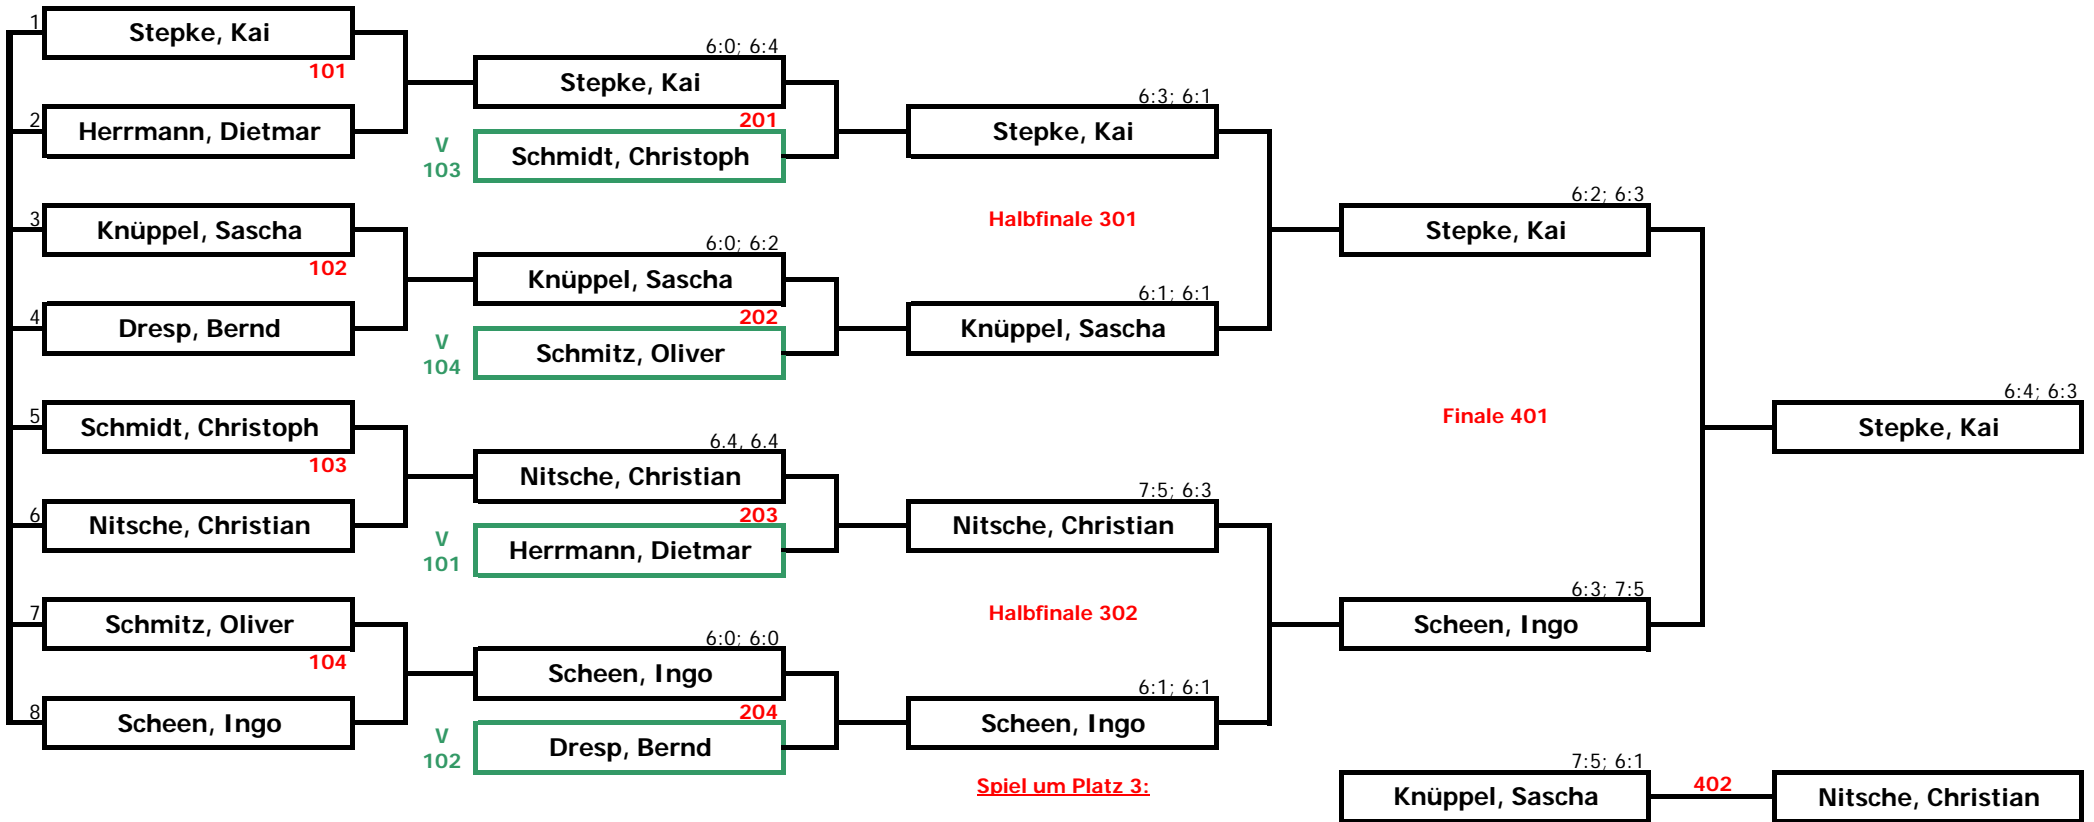 1
Stepke, Kai
101
2
Herrmann, Dietmar
3
Knüppel, Sascha
102
4
Dresp, Bernd
5
Schmidt, Christoph
103
6
Nitsche, Christian
7
Schmitz, Oliver
104
8
Scheen, Ingo
6:0; 6:4
Stepke, Kai
201
V
103
Schmidt, Christoph
6:0; 6:2
Knüppel, Sascha
202
V
104
Schmitz, Oliver
6.4, 6.4
Nitsche, Christian
203
V
101
Herrmann, Dietmar
6:0; 6:0
Scheen, Ingo
204
V
102
Dresp, Bernd
6:3; 6:1
Stepke, Kai
Halbfinale 301
6:1; 6:1
Knüppel, Sascha
7:5; 6:3
Nitsche, Christian
Halbfinale 302
6:1; 6:1
Scheen, Ingo
Spiel um Platz 3:
6:2; 6:3
Stepke, Kai
Finale 401
6:3; 7:5
Scheen, Ingo
6:4; 6:3
Stepke, Kai
7:5; 6:1
Knüppel, Sascha
402
Nitsche, Christian